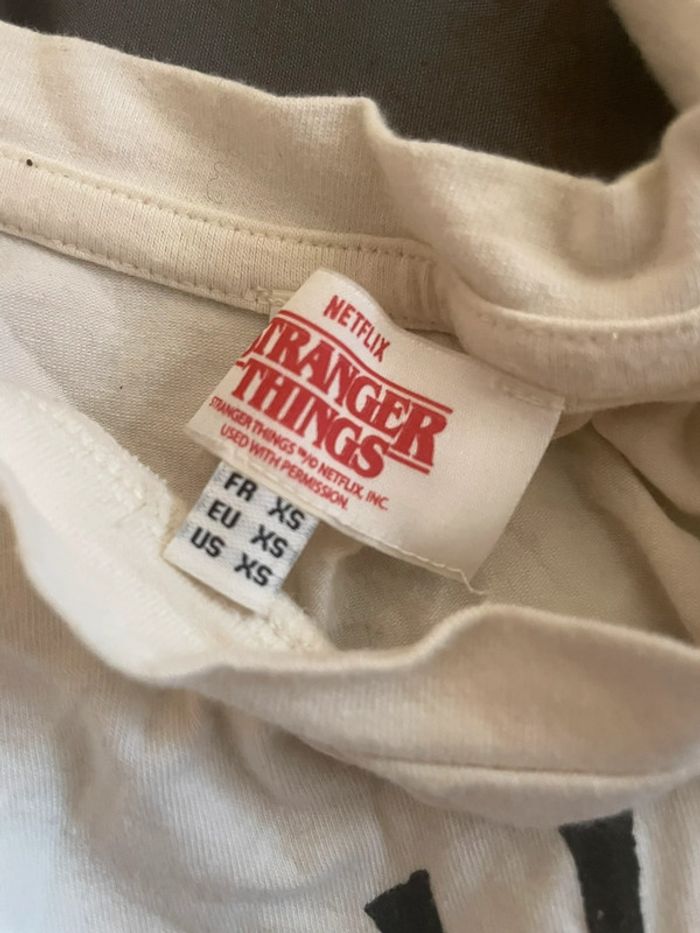 NETFLIX
STRANGER
THINGS
STRANGER THINGS ™/© NETFLIX, INC.
USED WITH PERMISSION.
FR XS
EU XS
US XS